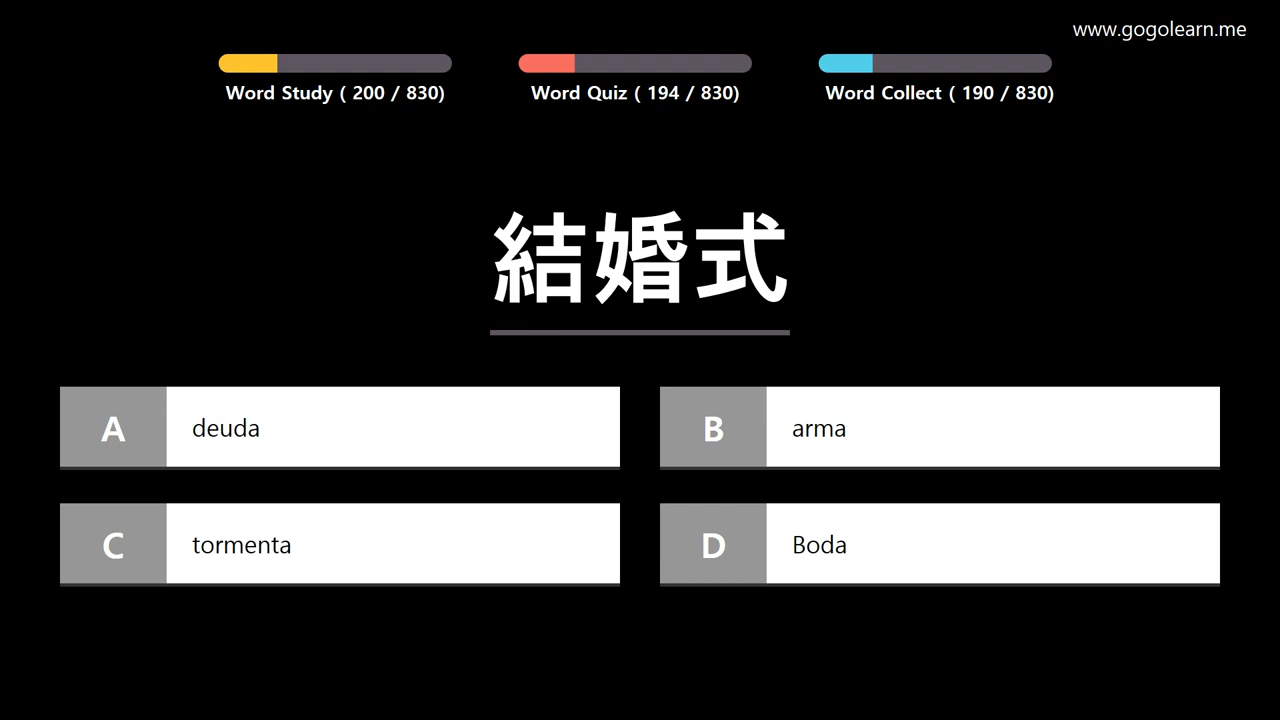 www.gogolearn.me
Word Study ( 200 / 830)
Word Quiz ( 194 / 830)
Word Collect ( 190 / 830)
結婚式
A deuda
B arma
C tormenta
D Boda